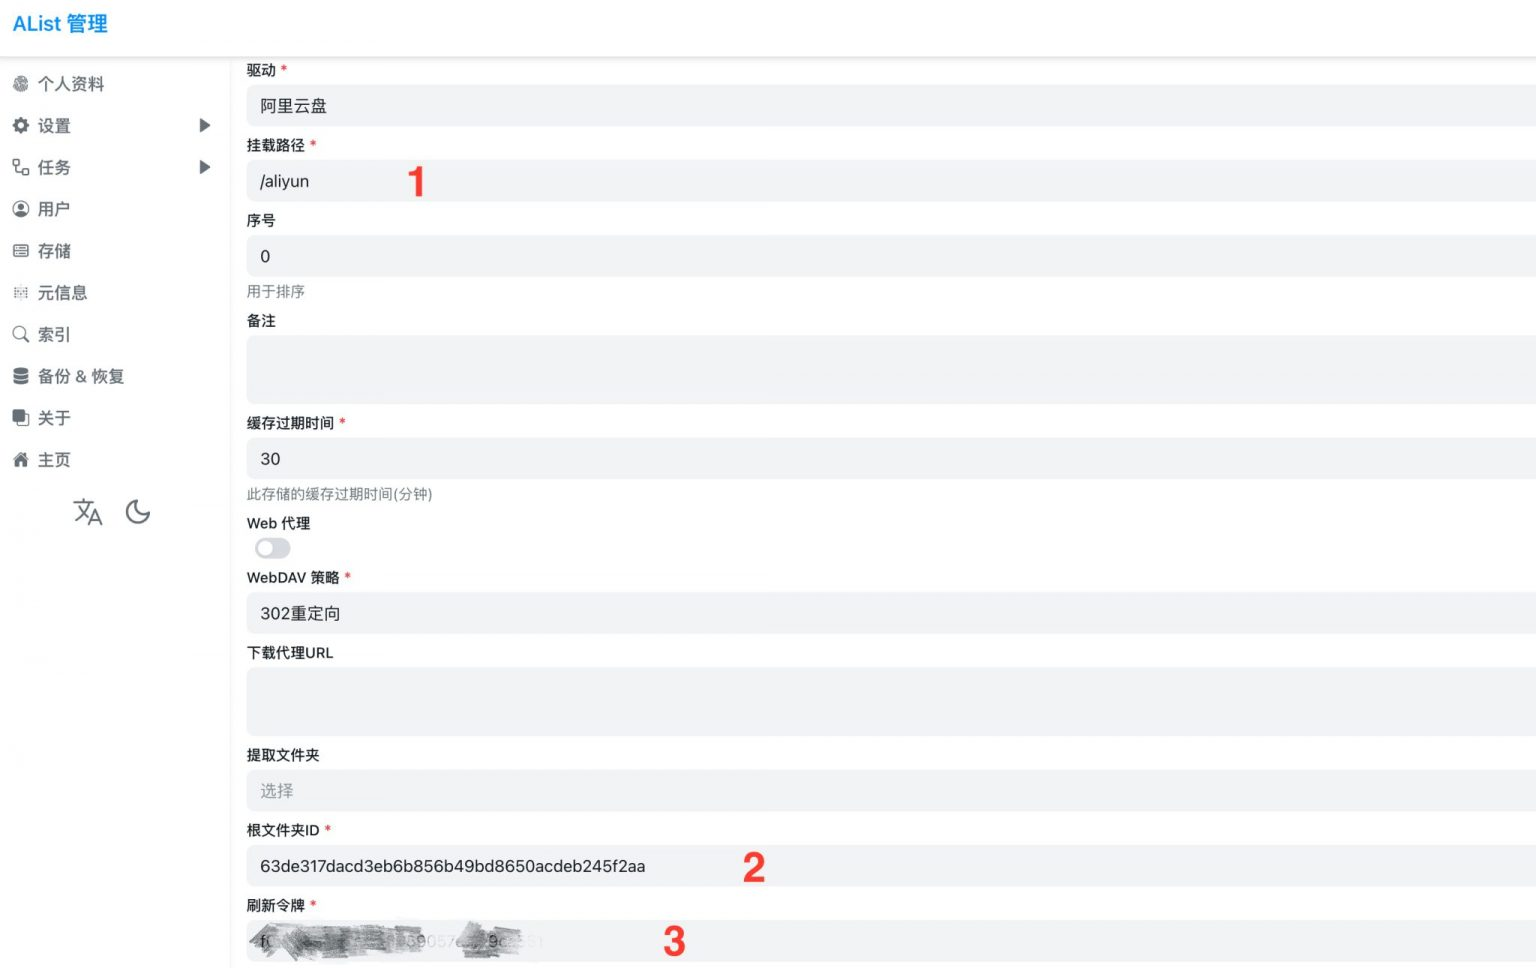 AList 管理
个人资料
设置
任务
用户
存储
元信息
索引
备份 & 恢复
关于
主页
驱动 *
阿里云盘
挂载路径 *
/aliyun
1
序号
0
用于排序
备注
缓存过期时间 *
30
此存储的缓存过期时间(分钟)
Web 代理
WebDAV 策略 *
302重定向
下载代理URL
提取文件夹
选择
根文件夹ID *
63de317dacd3eb6b856b49bd8650acdeb245f2aa
2
刷新令牌 *
3